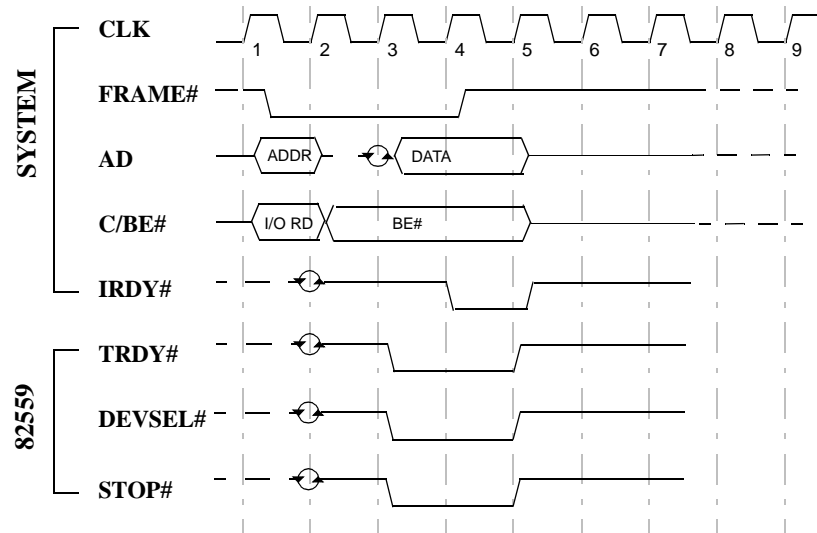 SYSTEM
CLK
1 2 3 4 5 6 7 8 9
FRAME#
AD
ADDR DATA
C/BE#
I/O RD BE#
IRDY#
82559
TRDY#
DEVSEL#
STOP#